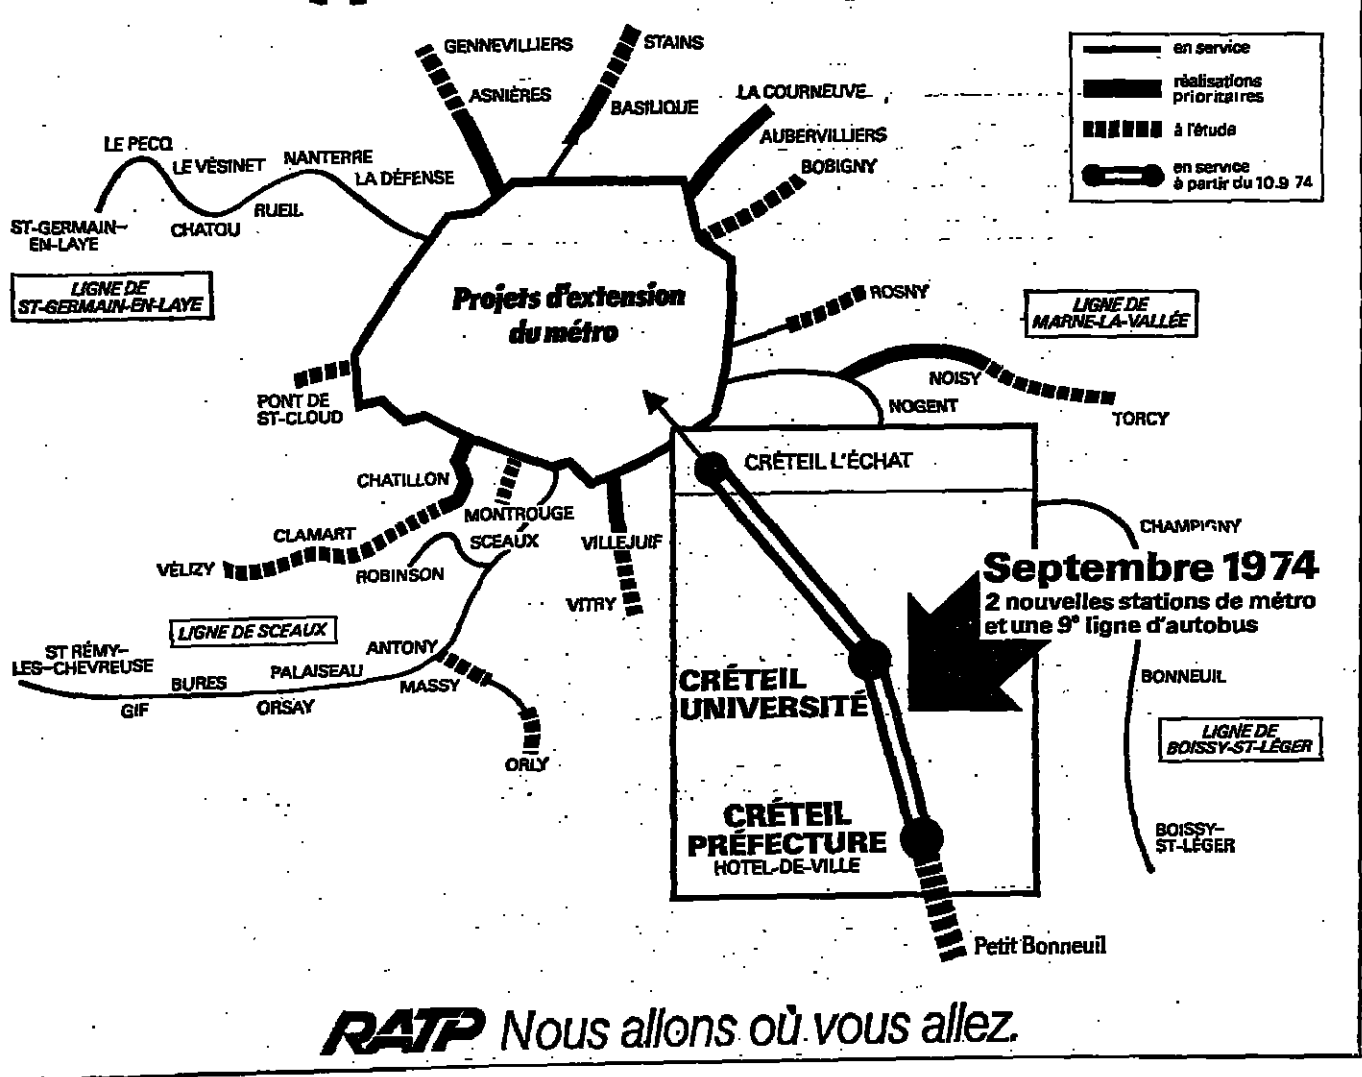 GENNEVILLIERS
STAINS
ASNIÈRES
BASILIQUE
LA COURNEUVE
AUBERVILLIERS
BOBIGNY
en service
réalisations
prioritaires
à l'étude
en service
à partir du 10.9 74
LE PECQ
LE VÉSINET
NANTERRE
LA DÉFENSE
ST-GERMAIN-
EN-LAYE
CHATOU
RUEIL
LIGNE DE
ST-GERMAIN-EN-LAYE
Projets d'extension
du métro
ROSNY
LIGNE DE
MARNE-LA-VALLÉE
NOISY
NOGENT
TORCY
PONT DE
ST-CLOUD
CRÉTEIL L'ÉCHAT
CHATILLON
MONTROUGE
CLAMART
SCEAUX
VILLEJUIF
VÉLIZY
ROBINSON
VITRY
CHAMPIGNY
Septembre 1974
2 nouvelles stations de métro
et une 9e ligne d'autobus
LIGNE DE SCEAUX
ST RÉMY-
LES-CHEVREUSE
ANTONY
PALAISEAU
MASSY
BURES
GIF
ORSAY
ORLY
CRÉTEIL
UNIVERSITÉ
BONNEUIL
LIGNE DE
BOISSY-ST-LÉGER
CRÉTEIL
PRÉFECTURE
HOTEL-DE-VILLE
BOISSY-
ST-LÉGER
Petit Bonneuil
RATP Nous allons où vous allez.